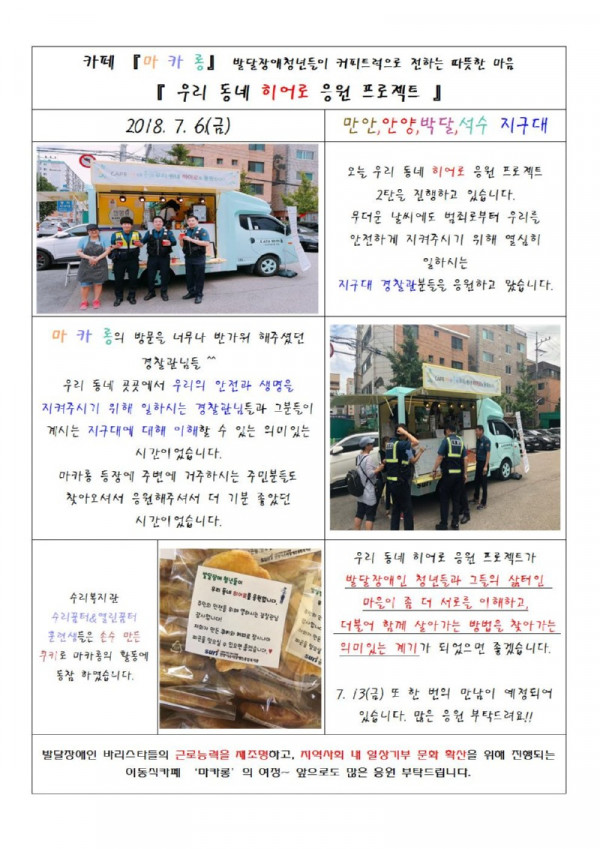 카페 『마 카 롱』 발달장애청년들이 커피트럭으로 전하는 따뜻한 마음
『 우리 동네 히어로 응원 프로젝트 』
2018. 7. 6(금)
만안,안양,박달,석수 지구대
오늘 우리 동네 히어로 응원 프로젝트
2탄을 진행하고 있습니다.
무더운 날씨에도 범죄로부터 우리를
안전하게 지켜주시기 위해 열심히
일하시는
지구대 경찰관분들을 응원하고 왔습니다.
마 카 롱의 방문을 너무나 반가워 해주셨던
경찰관님들 ^^
우리 동네 곳곳에서 우리의 안전과 생명을
지켜주시기 위해 일하시는 경찰관님들과 그분들이
계시는 지구대에 대해 이해할 수 있는 의미있는
시간이었습니다.
마카롱 등장에 주변에 거주하시는 주민분들도
찾아오셔서 응원해주셔서 더 기분 좋았던
시간이었습니다.
수리복지관
수리꿈터&열린꿈터
훈련생들은 손수 만든
쿠키로 마카롱의 활동에
동참 하였습니다.
발달장애 청년들이
우리 동네 히어로를 응원합니다.
surf
우리 동네 히어로 응원 프로젝트가
발달장애인 청년들과 그들의 삶터인
마을이 좀 더 서로를 이해하고,
더불어 함께 살아가는 방법을 찾아가는
의미있는 계기가 되었으면 좋겠습니다.
7. 13(금) 또 한 번의 만남이 예정되어
있습니다. 많은 응원 부탁드려요!!
발달장애인 바리스타들의 근로능력을 재조명하고, 지역사회 내 일상기부 문화 확산을 위해 진행되는
이동식카페 '마카롱' 의 여정~ 앞으로도 많은 응원 부탁드립니다.